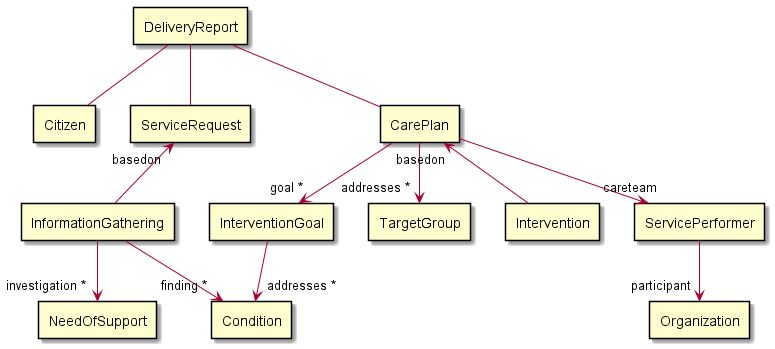 DeliveryReport
Citizen
ServiceRequest
CarePlan
basedon
basedon
goal *
addresses *
careteam
InformationGathering
InterventionGoal
TargetGroup
Intervention
ServicePerformer
investigation *
finding *
addresses *
participant
NeedOfSupport
Condition
Organization